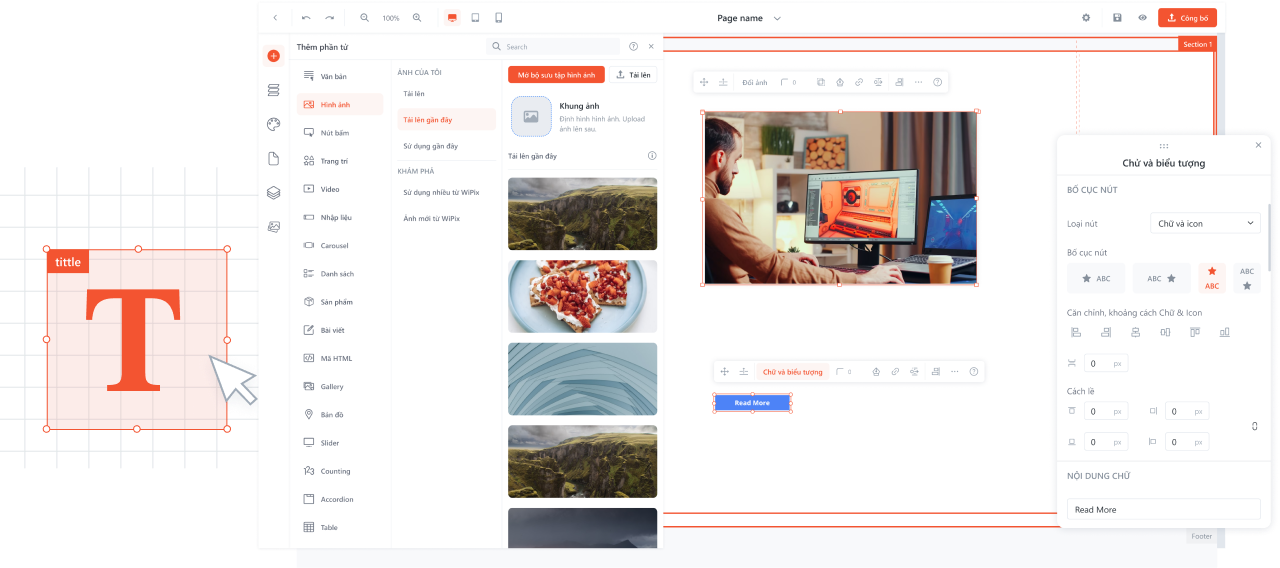 100%
Page name
Công bố
Section 1
tittle
T
Thêm phần tử
Search
Văn bản
Hình ảnh
Nút bấm
Trang trí
Video
Nhập liệu
Carousel
Danh sách
Sản phẩm
Bài viết
Mã HTML
Gallery
Bản đồ
Slider
Counting
Accordion
Table
ẢNH CỦA TÔI
Tải lên
Tải lên gần đây
Sử dụng gần đây
KHÁM PHÁ
Sử dụng nhiều từ WiPix
Ảnh mới từ WiPix
Mở bộ sưu tập hình ảnh
Tải lên
Khung ảnh
Định hình hình ảnh. Upload
ảnh lên sau.
Tải lên gần đây
Đổi ảnh
0
Chữ và biểu tượng
0
Read More
Chữ và biểu tượng
BỐ CỤC NÚT
Loại nút
Chữ và icon
Bố cục nút
ABC
ABC
ABC
ABC
Căn chỉnh, khoảng cách Chữ & Icon
0 px
Cách lề
0 px
0 px
0 px
0 px
NỘI DUNG CHỮ
Read More
Footer